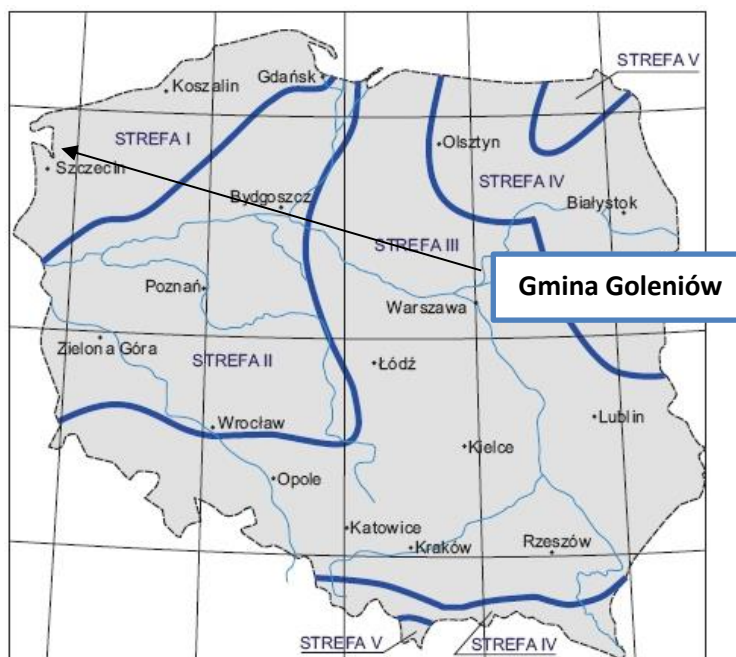 STREFA V
Gdańsk
Koszalin
STREFA I
Olsztyn
Szczecin
STREFA IV
Bydgoszcz
Białystok
STREFA III
Gmina Goleniów
Poznań
Warszawa
Zielona Góra
STREFA II
Łódź
Lublin
Wrocław
Kielce
Opole
Katowice
Kraków
Rzeszów
STREFA V
STREFA IV